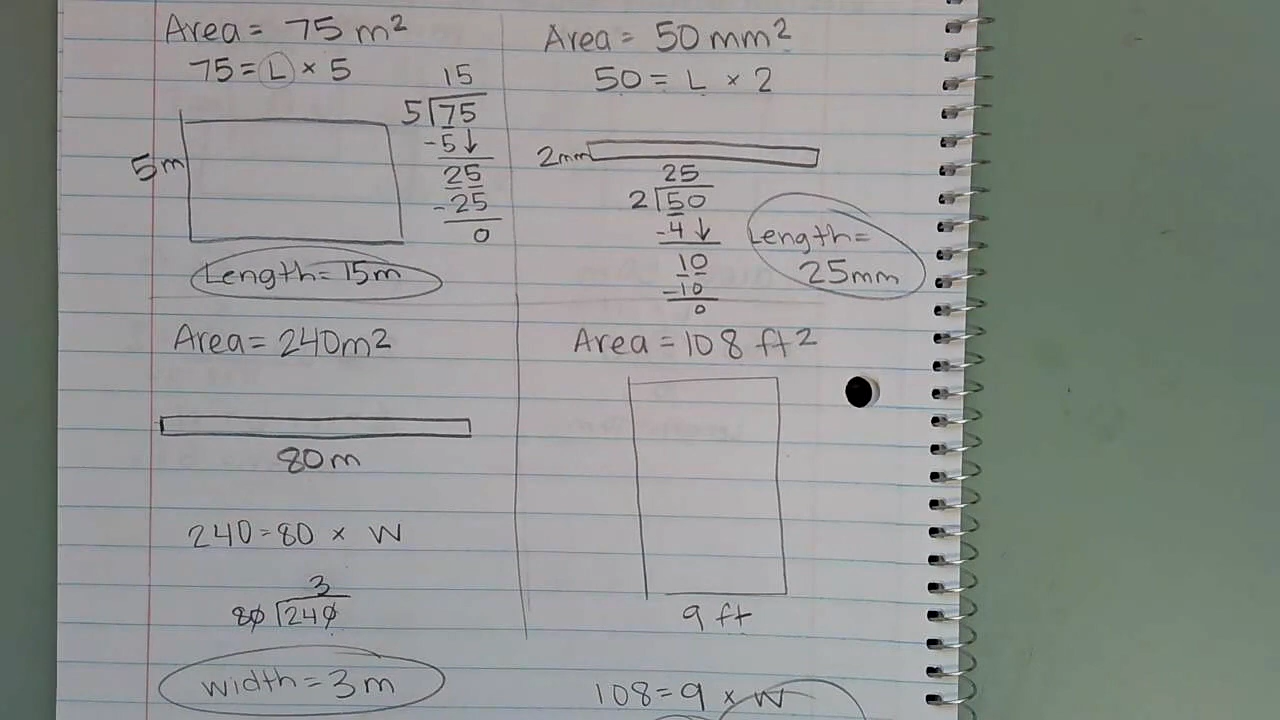 Area = 75 m²
75 = L × 5
15
5 75
5m
-5↓
25
-25
0
Length = 15m
Area = 50 mm²
50 = L × 2
2mm
25
2 50
-4↓
10
-10
0
Length =
25mm
Area = 240m²
80m
240 = 80 × W
3
80 240
width = 3m
Area = 108 ft²
9 ft
108 = 9 × W